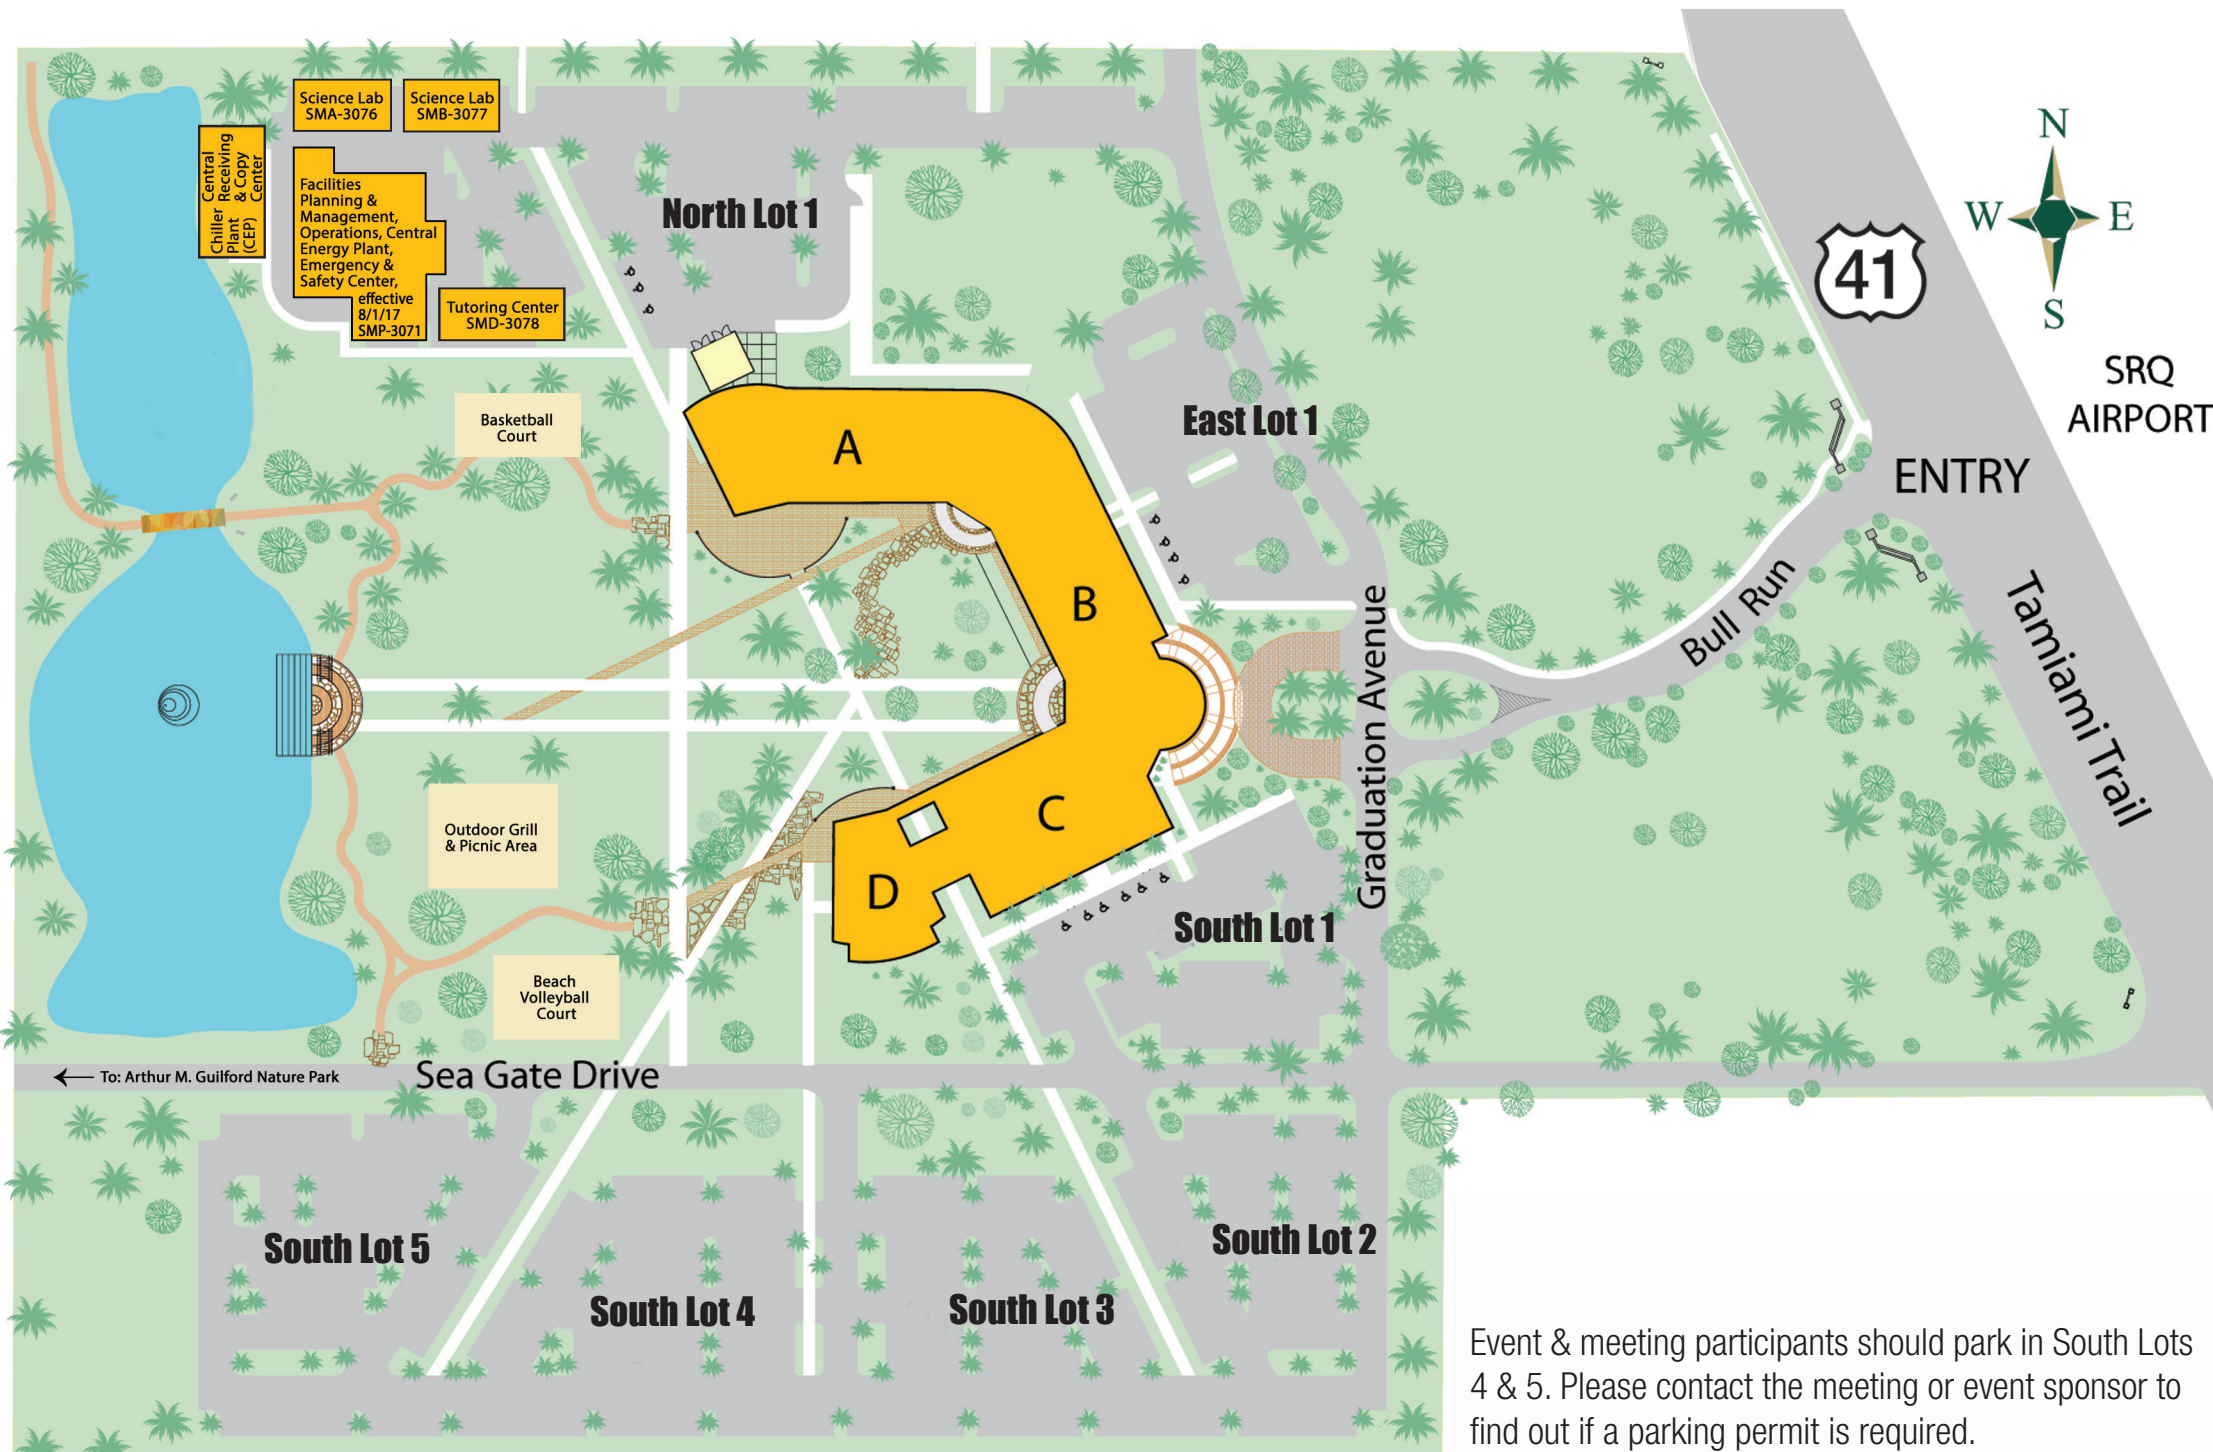 Science Lab
SMA-3076
Science Lab
SMB-3077
Central
Receiving
& Copy
Center
Chiller
Plant
(CEP)
Facilities
Planning &
Management,
Operations, Central
Energy Plant,
Emergency &
Safety Center,
effective
8/1/17
SMP-3071
Tutoring Center
SMD-3078
North Lot 1
N
W
E
S
41
SRQ
AIRPORT
ENTRY
East Lot 1
Basketball
Court
A
B
C
D
Bull Run
Tamiami Trail
Graduation Avenue
Outdoor Grill
& Picnic Area
South Lot 1
Beach
Volleyball
Court
To: Arthur M. Guilford Nature Park
Sea Gate Drive
South Lot 5
South Lot 4
South Lot 3
South Lot 2
Event & meeting participants should park in South Lots
4 & 5. Please contact the meeting or event sponsor to
find out if a parking permit is required.